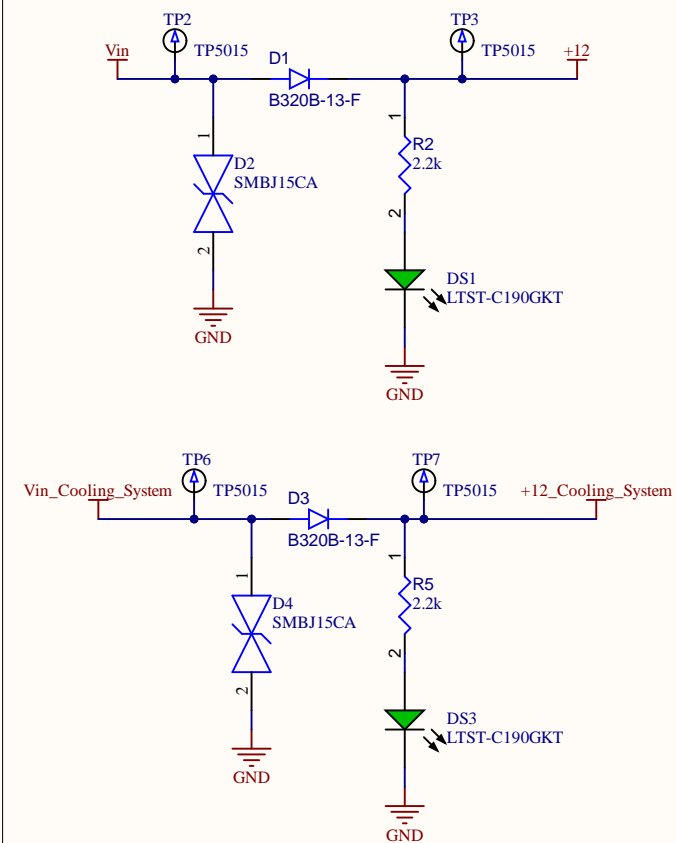 TP2
TP3
Vin
TP5015
TP5015
+12
D1
B320B-13-F
1
1
R2
2.2k
D2
SMBJ15CA
2
2
DS1
LTST-C190GKT
GND
GND
TP6
TP7
Vin_Cooling_System
TP5015
TP5015
+12_Cooling_System
D3
B320B-13-F
1
1
R5
2.2k
D4
SMBJ15CA
2
2
DS3
LTST-C190GKT
GND
GND